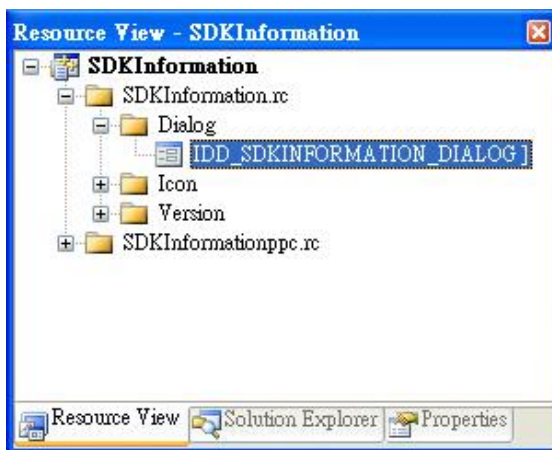 Resource View - SDKInformation
SDKInformation
SDKInformation.rc
Dialog
IDD_SDKINFORMATION_DIALOG ]
Icon
Version
SDKInformationppc.rc
Resource View Solution Explorer Properties